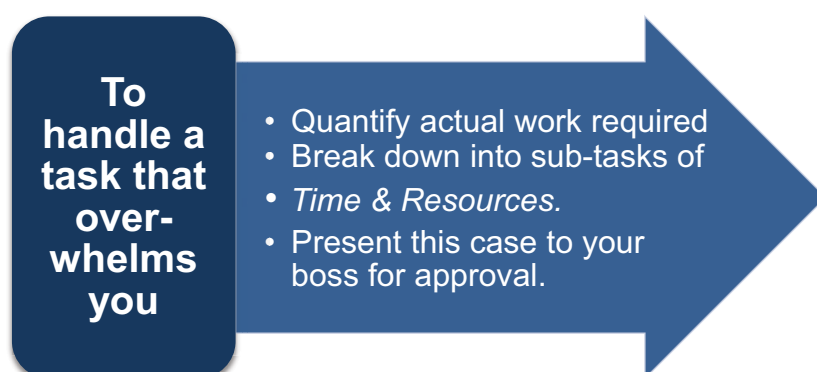 To
handle a
task that
over-
whelms
you
• Quantify actual work required
• Break down into sub-tasks of
• Time & Resources.
• Present this case to your
boss for approval.